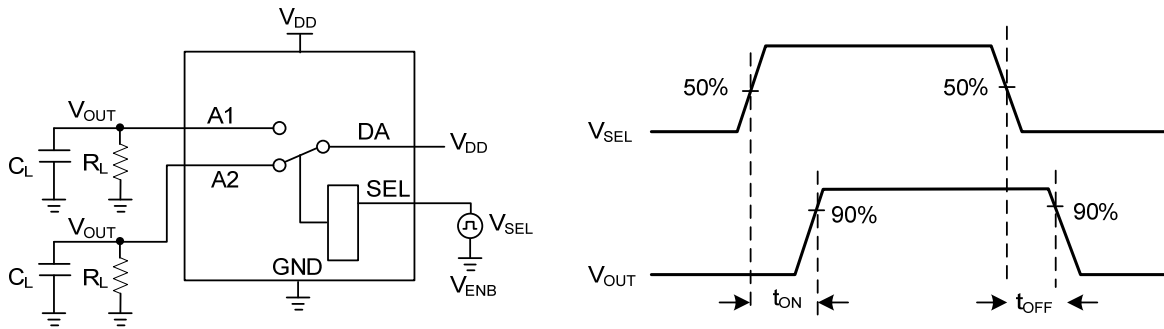 V_DD
V_OUT
A1
DA
V_DD
C_L
R_L
A2
SEL
V_OUT
V_SEL
C_L
R_L
GND
V_ENB
50%
50%
V_SEL
90%
90%
V_OUT
t_ON
t_OFF